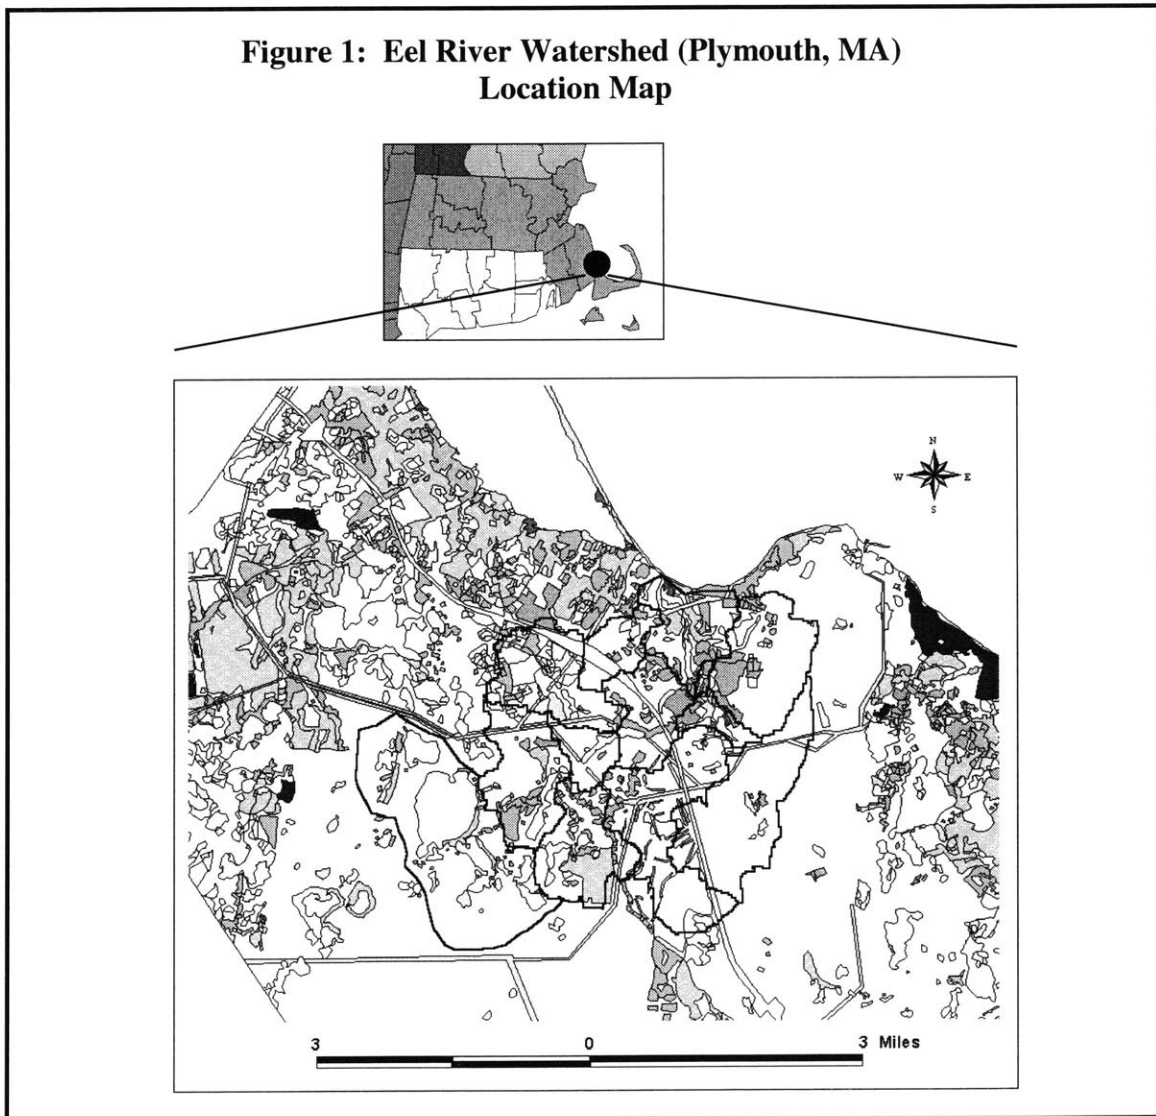 Figure 1: Eel River Watershed (Plymouth, MA)
Location Map
N
W E
S
3 0 3 Miles